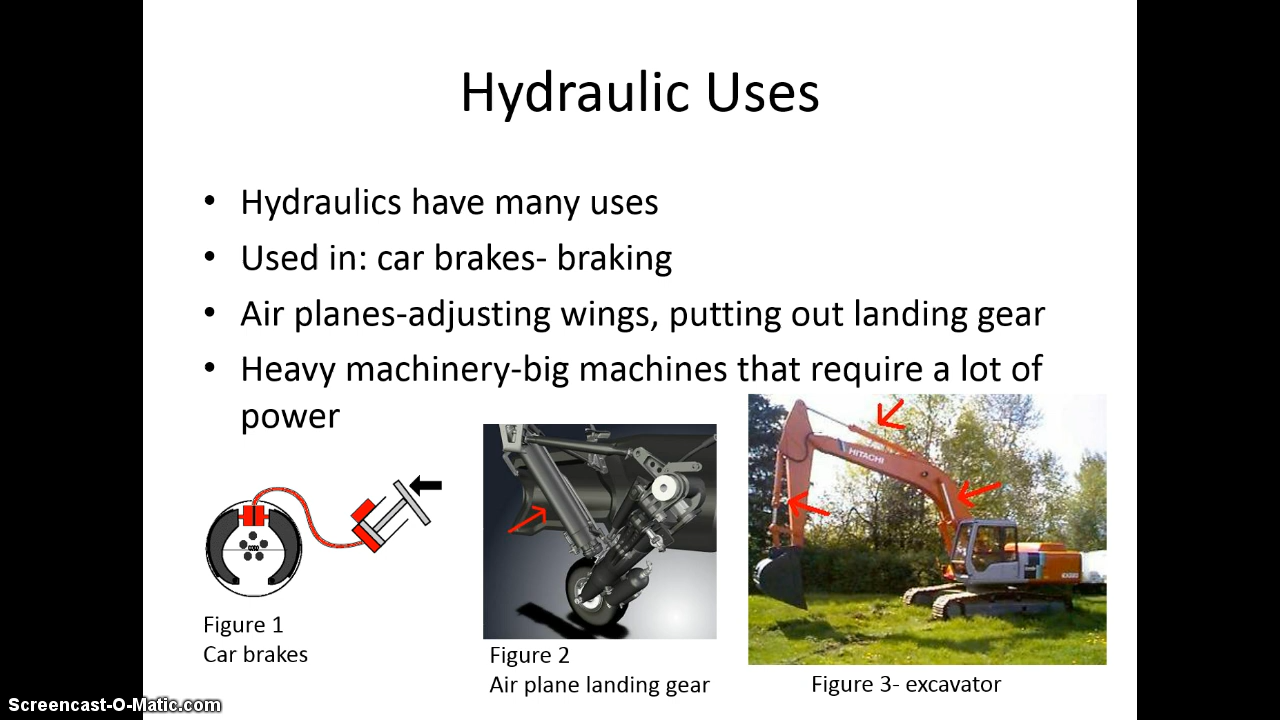 Hydraulic Uses
• Hydraulics have many uses
• Used in: car brakes- braking
• Air planes-adjusting wings, putting out landing gear
• Heavy machinery-big machines that require a lot of
power
HITACHI
Figure 1
Car brakes
Figure 2
Air plane landing gear
Figure 3- excavator
Screencast-O-Matic.com